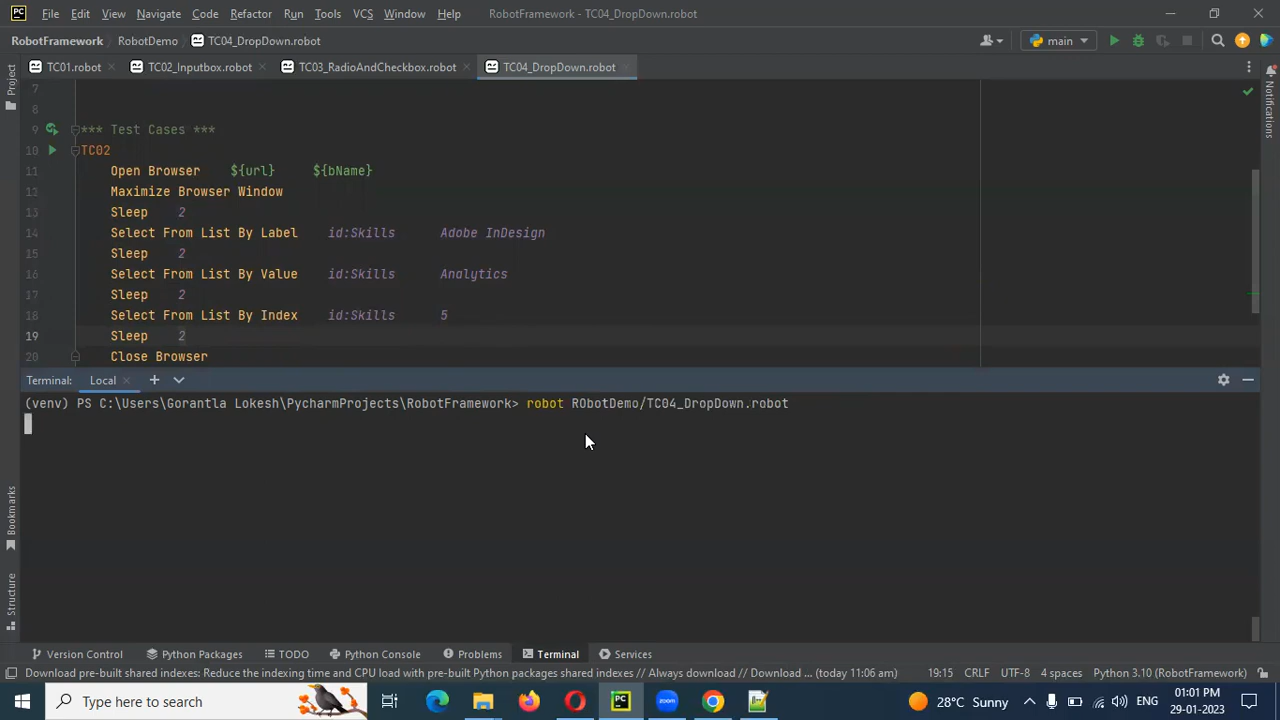 File Edit View Navigate Code Refactor Run Tools VCS Window Help RobotFramework - TC04_DropDown.robot
RobotFramework RobotDemo TC04_DropDown.robot main
TC01.robot TC02_Inputbox.robot TC03_RadioAndCheckbox.robot TC04_DropDown.robot
Project
Notifications
7
8
9 *** Test Cases ***
10 TC02
11 Open Browser ${url} ${bName}
12 Maximize Browser Window
13 Sleep 2
14 Select From List By Label id:Skills Adobe InDesign
15 Sleep 2
16 Select From List By Value id:Skills Analytics
17 Sleep 2
18 Select From List By Index id:Skills 5
19 Sleep 2
20 Close Browser
Terminal: Local
(venv) PS C:\Users\Gorantla Lokesh\PycharmProjects\RobotFramework> robot RObotDemo/TC04_DropDown.robot
Bookmarks
Structure
Version Control Python Packages TODO Python Console Problems Terminal Services
Download pre-built shared indexes: Reduce the indexing time and CPU load with pre-built Python packages shared indexes // Always download // Download ... (today 11:06 am) 19:15 CRLF UTF-8 4 spaces Python 3.10 (RobotFramework)
Type here to search PC zoom 28°C Sunny ENG 01:01 PM
29-01-2023